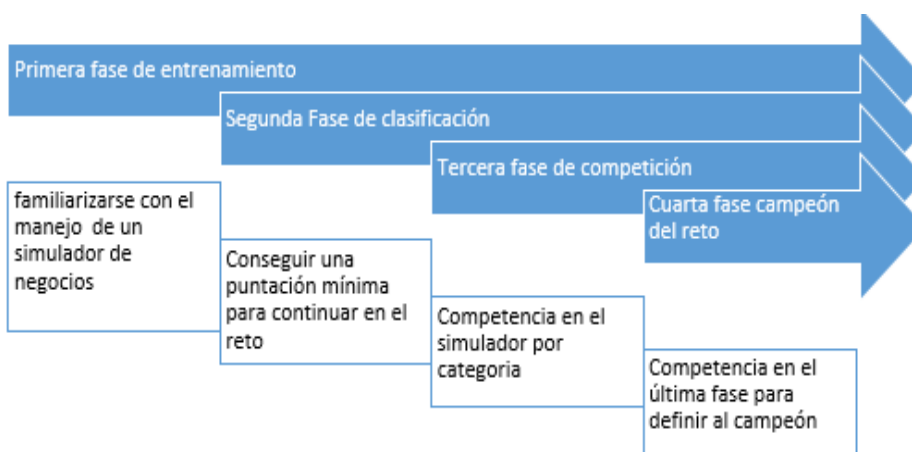 Primera fase de entrenamiento
Segunda Fase de clasificación
Tercera fase de competición
Cuarta fase campeón
del reto
familiarizarse con el
manejo de un
simulador de
negocios
Conseguir una
puntación mínima
para continuar en el
reto
Competencia en el
simulador por
categoria
Competencia en el
última fase para
definir al campeón